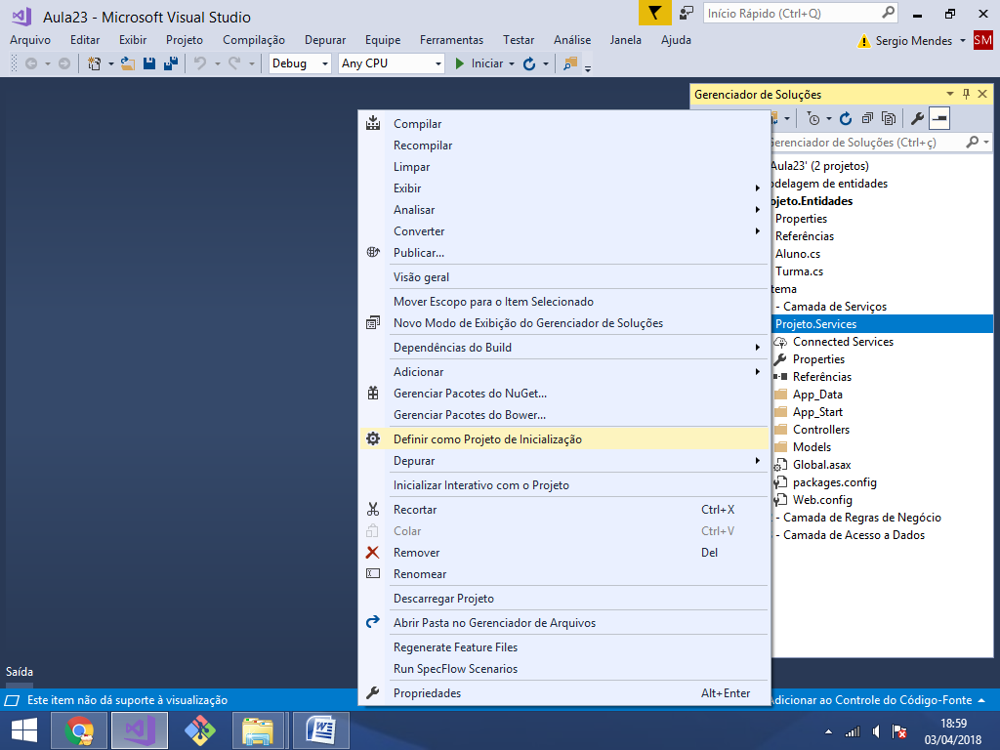 Aula23 - Microsoft Visual Studio
Início Rápido (Ctrl+Q)
Arquivo Editar Exibir Projeto Compilação Depurar Equipe Ferramentas Testar Análise Janela Ajuda
Sergio Mendes SM
Debug Any CPU Iniciar
Gerenciador de Soluções
Gerenciador de Soluções (Ctrl+ç)
Aula23' (2 projetos)
odelagem de entidades
ojeto.Entidades
Properties
Referências
Aluno.cs
Turma.cs
tema
- Camada de Serviços
Projeto.Services
Connected Services
Properties
Referências
App_Data
App_Start
Controllers
Models
Global.asax
packages.config
Web.config
- Camada de Regras de Negócio
- Camada de Acesso a Dados
Compilar
Recompilar
Limpar
Exibir
Analisar
Converter
Publicar...
Visão geral
Mover Escopo para o Item Selecionado
Novo Modo de Exibição do Gerenciador de Soluções
Dependências do Build
Adicionar
Gerenciar Pacotes do NuGet...
Gerenciar Pacotes do Bower...
Definir como Projeto de Inicialização
Depurar
Inicializar Interativo com o Projeto
Recortar Ctrl+X
Colar Ctrl+V
Remover Del
Renomear
Descarregar Projeto
Abrir Pasta no Gerenciador de Arquivos
Regenerate Feature Files
Run SpecFlow Scenarios
Propriedades Alt+Enter
Saída
Este item não dá suporte à visualização
Adicionar ao Controle do Código-Fonte
18:59
03/04/2018